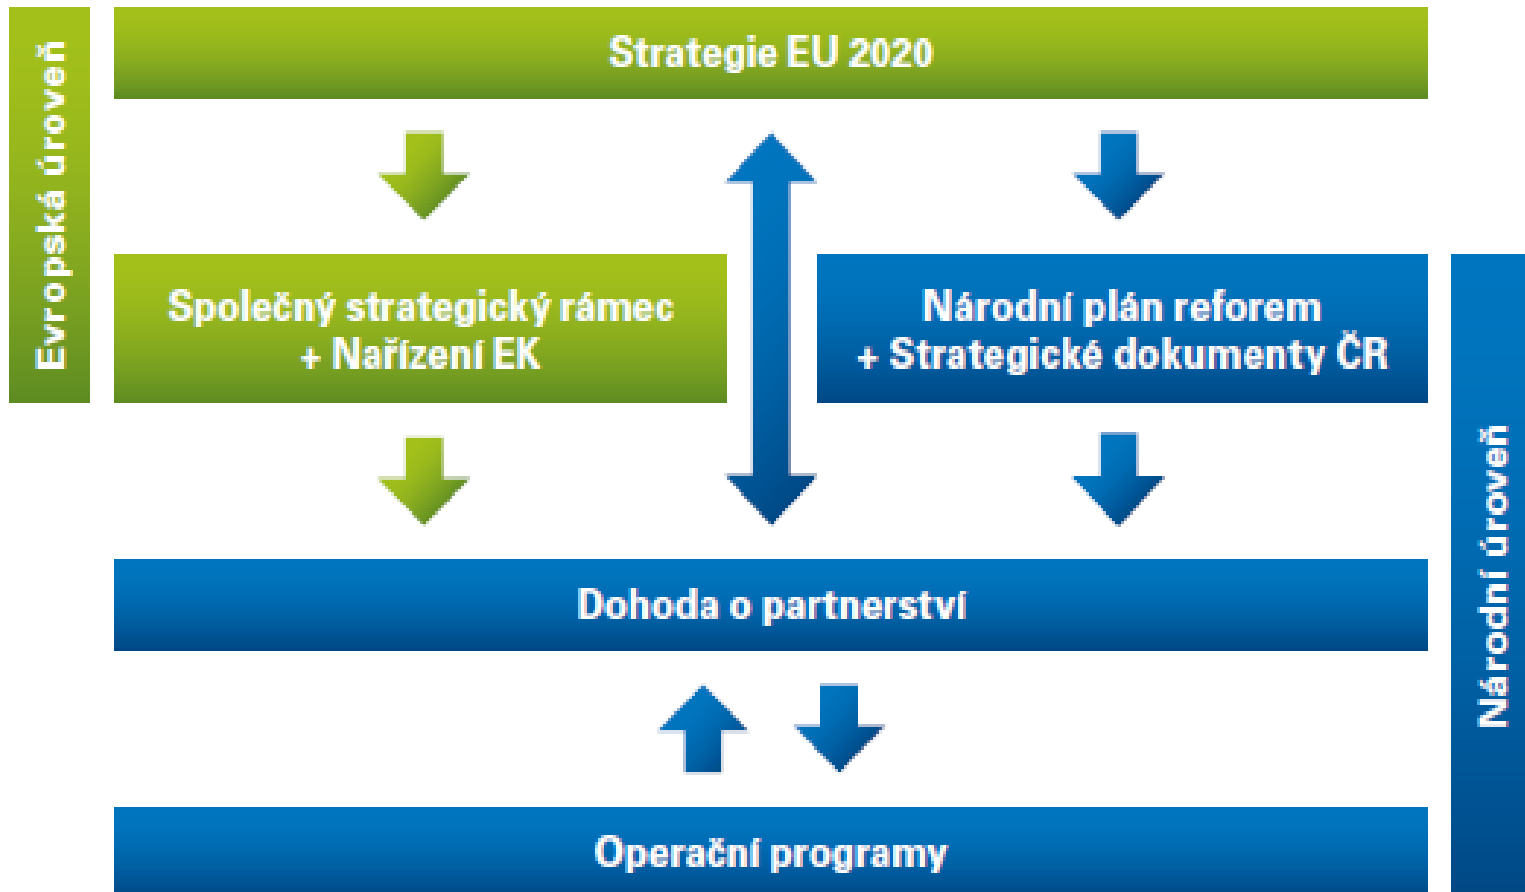 Evropská úroveň
Strategie EU 2020
Společný strategický rámec
+ Nařízení EK
Národní plán reforem
+ Strategické dokumenty ČR
Národní úroveň
Dohoda o partnerství
Operační programy